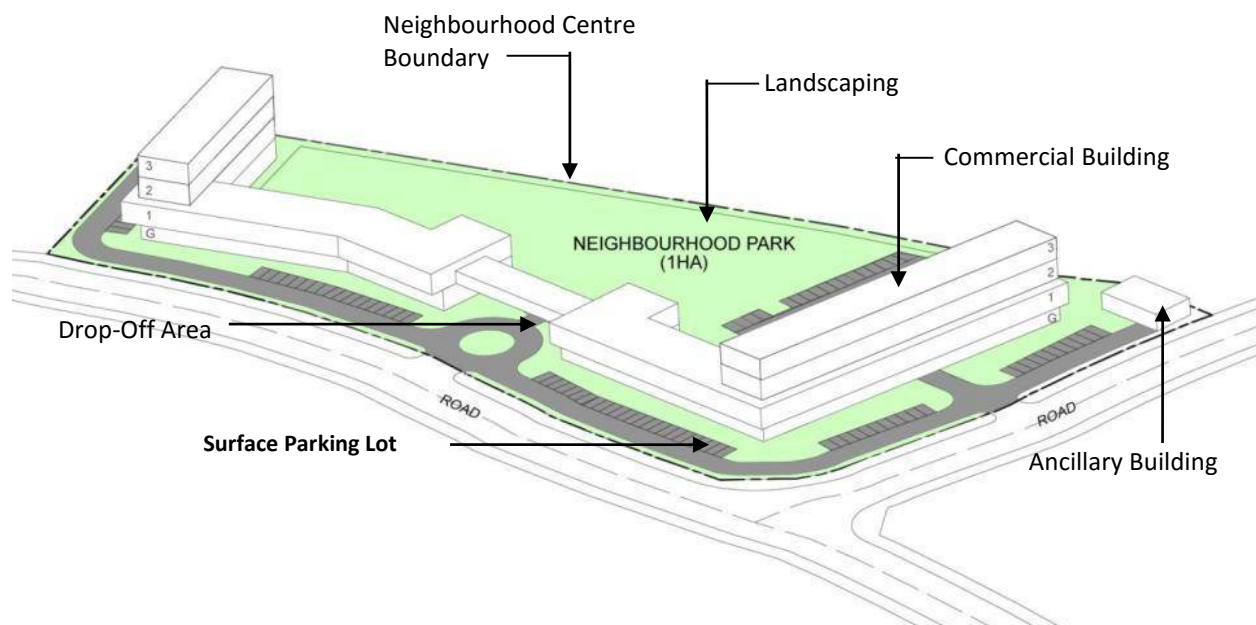 Neighbourhood Centre
Boundary
Landscaping
Commercial Building
3
2
1
G
NEIGHBOURHOOD PARK
(1HA)
3
2
1
G
Drop-Off Area
ROAD
ROAD
Surface Parking Lot
Ancillary Building